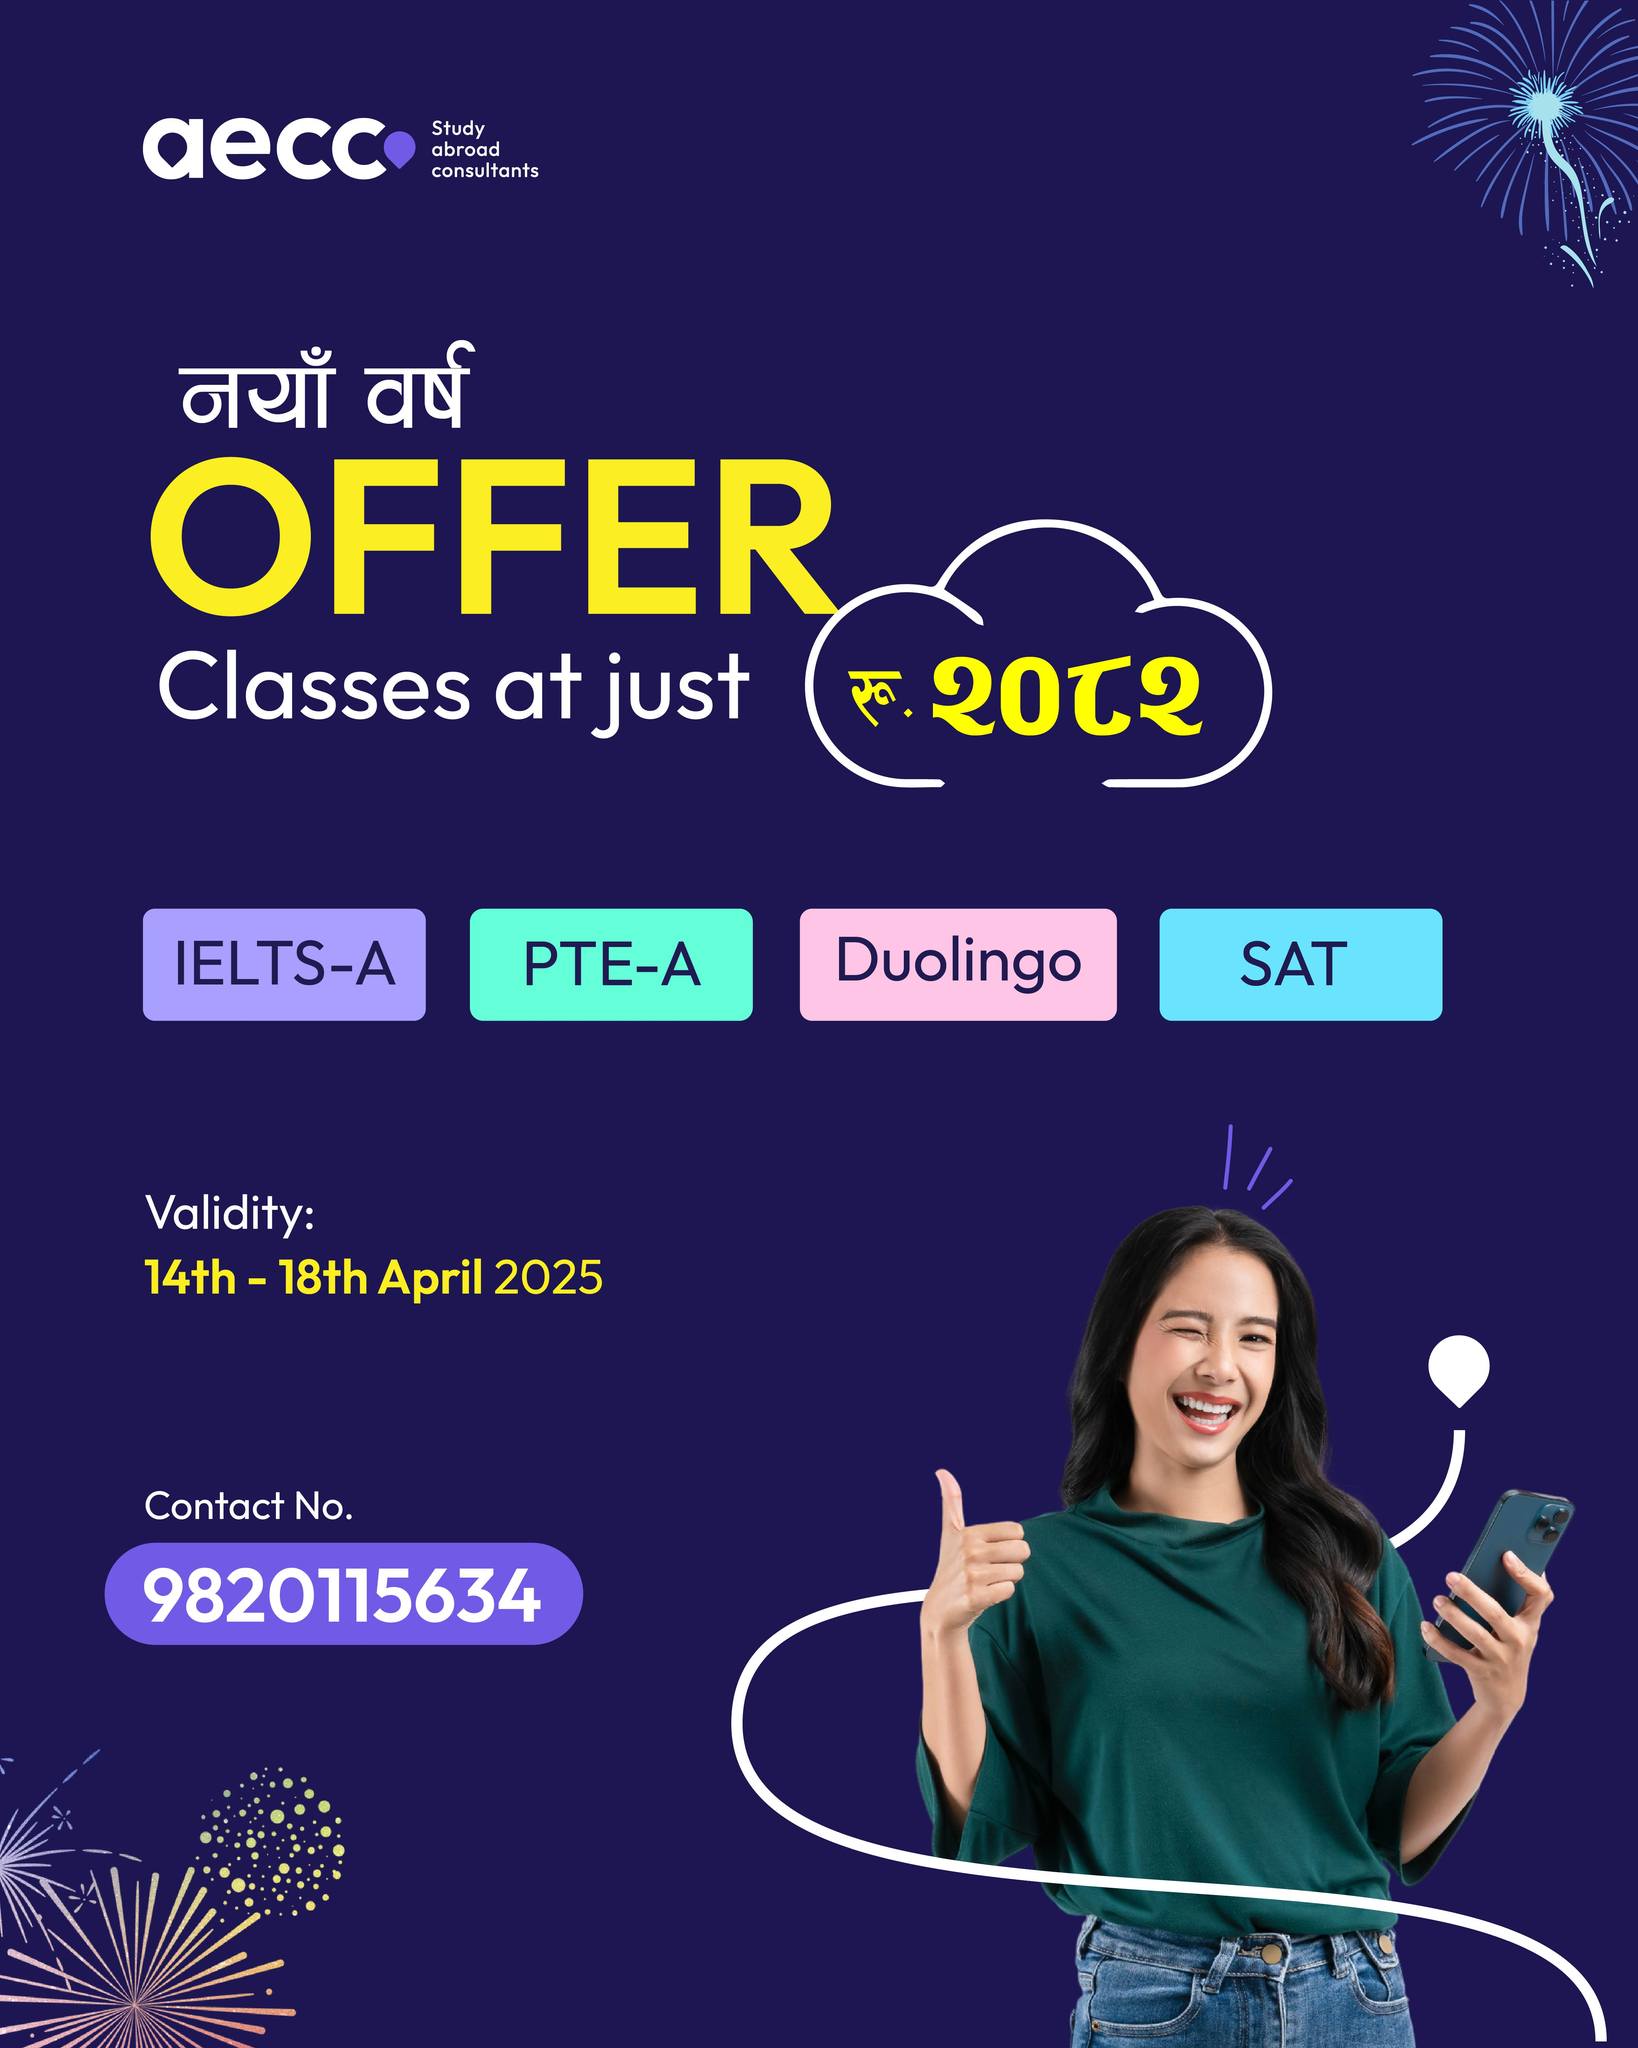 aecc
Study
abroad
consultants
नयाँ वर्ष
OFFER
Classes at just
रू. २०८२
IELTS-A
PTE-A
Duolingo
SAT
Validity:
14th - 18th April 2025
Contact No.
9820115634